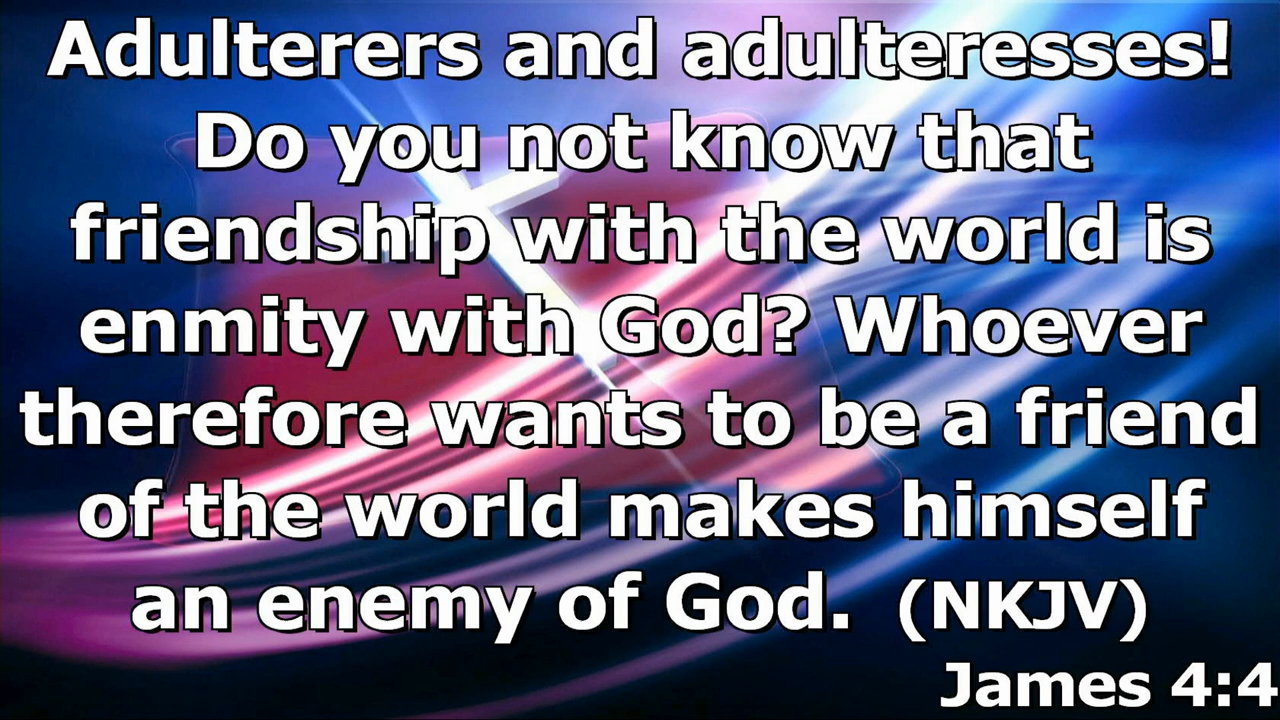 Adulterers and adulteresses!
Do you not know that
friendship with the world is
enmity with God? Whoever
therefore wants to be a friend
of the world makes himself
an enemy of God. (NKJV)
James 4:4